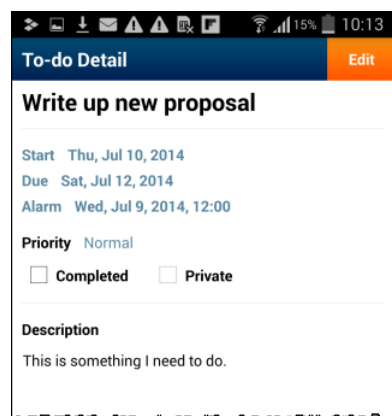 15% 10:13
To-do Detail Edit
Write up new proposal
Start Thu, Jul 10, 2014
Due Sat, Jul 12, 2014
Alarm Wed, Jul 9, 2014, 12:00
Priority Normal
Completed Private
Description
This is something I need to do.